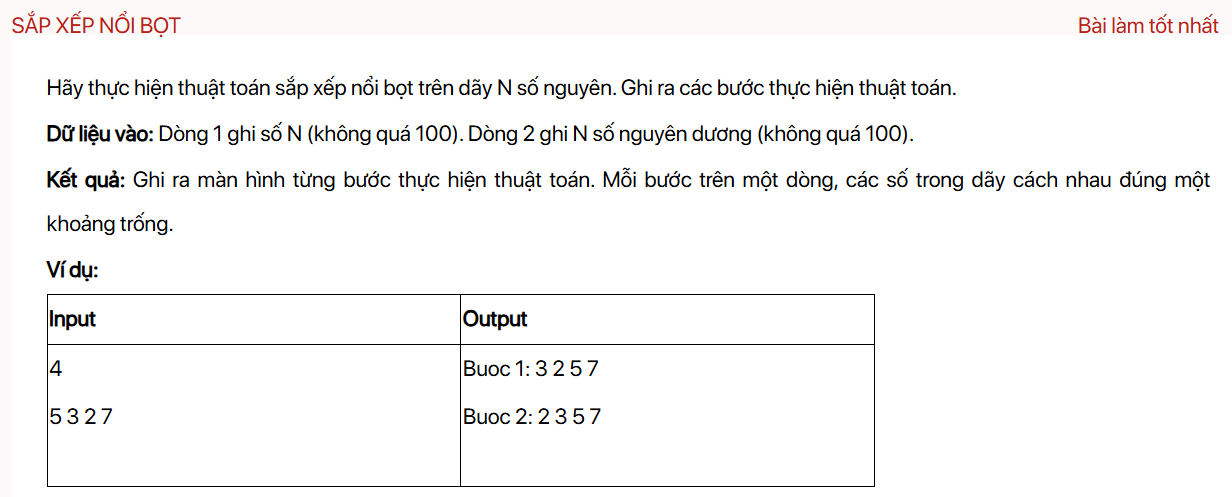 SẮP XẾP NỔI BỌT
Bài làm tốt nhất
Hãy thực hiện thuật toán sắp xếp nổi bọt trên dãy N số nguyên. Ghi ra các bước thực hiện thuật toán.
Dữ liệu vào: Dòng 1 ghi số N (không quá 100). Dòng 2 ghi N số nguyên dương (không quá 100).
Kết quả: Ghi ra màn hình từng bước thực hiện thuật toán. Mỗi bước trên một dòng, các số trong dãy cách nhau đúng một
khoảng trống.
Ví dụ:
Input
Output
4
5 3 2 7
Buoc 1: 3 2 5 7
Buoc 2: 2 3 5 7